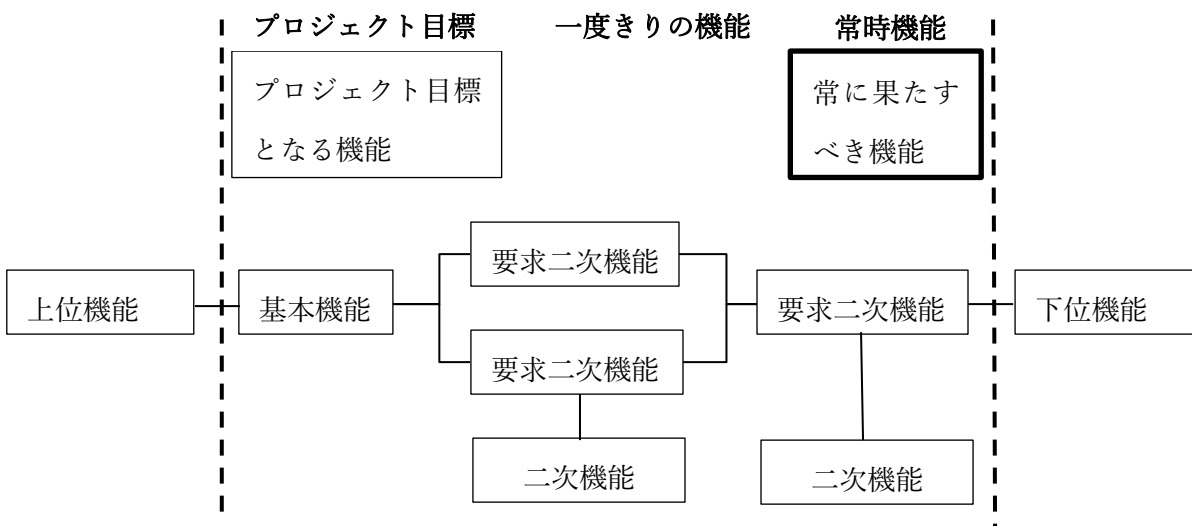 プロジェクト目標
一度きりの機能
常時機能
プロジェクト目標
となる機能
常に果たす
べき機能
上位機能
基本機能
要求二次機能
要求二次機能
要求二次機能
下位機能
二次機能
二次機能